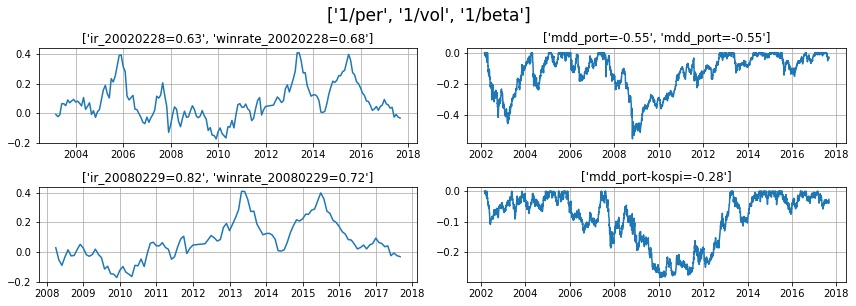 ['1/per', '1/vol', '1/beta']
['ir_20020228=0.63', 'winrate_20020228=0.68']
0.4
0.2
0.0
−0.2
2004 2006 2008 2010 2012 2014 2016 2018
['mdd_port=-0.55', 'mdd_port=-0.55']
0.0
−0.2
−0.4
2002 2004 2006 2008 2010 2012 2014 2016 2018
['ir_20080229=0.82', 'winrate_20080229=0.72']
0.4
0.2
0.0
−0.2
2008 2009 2010 2011 2012 2013 2014 2015 2016 2017 2018
['mdd_port-kospi=-0.28']
0.0
−0.1
−0.2
2002 2004 2006 2008 2010 2012 2014 2016 2018